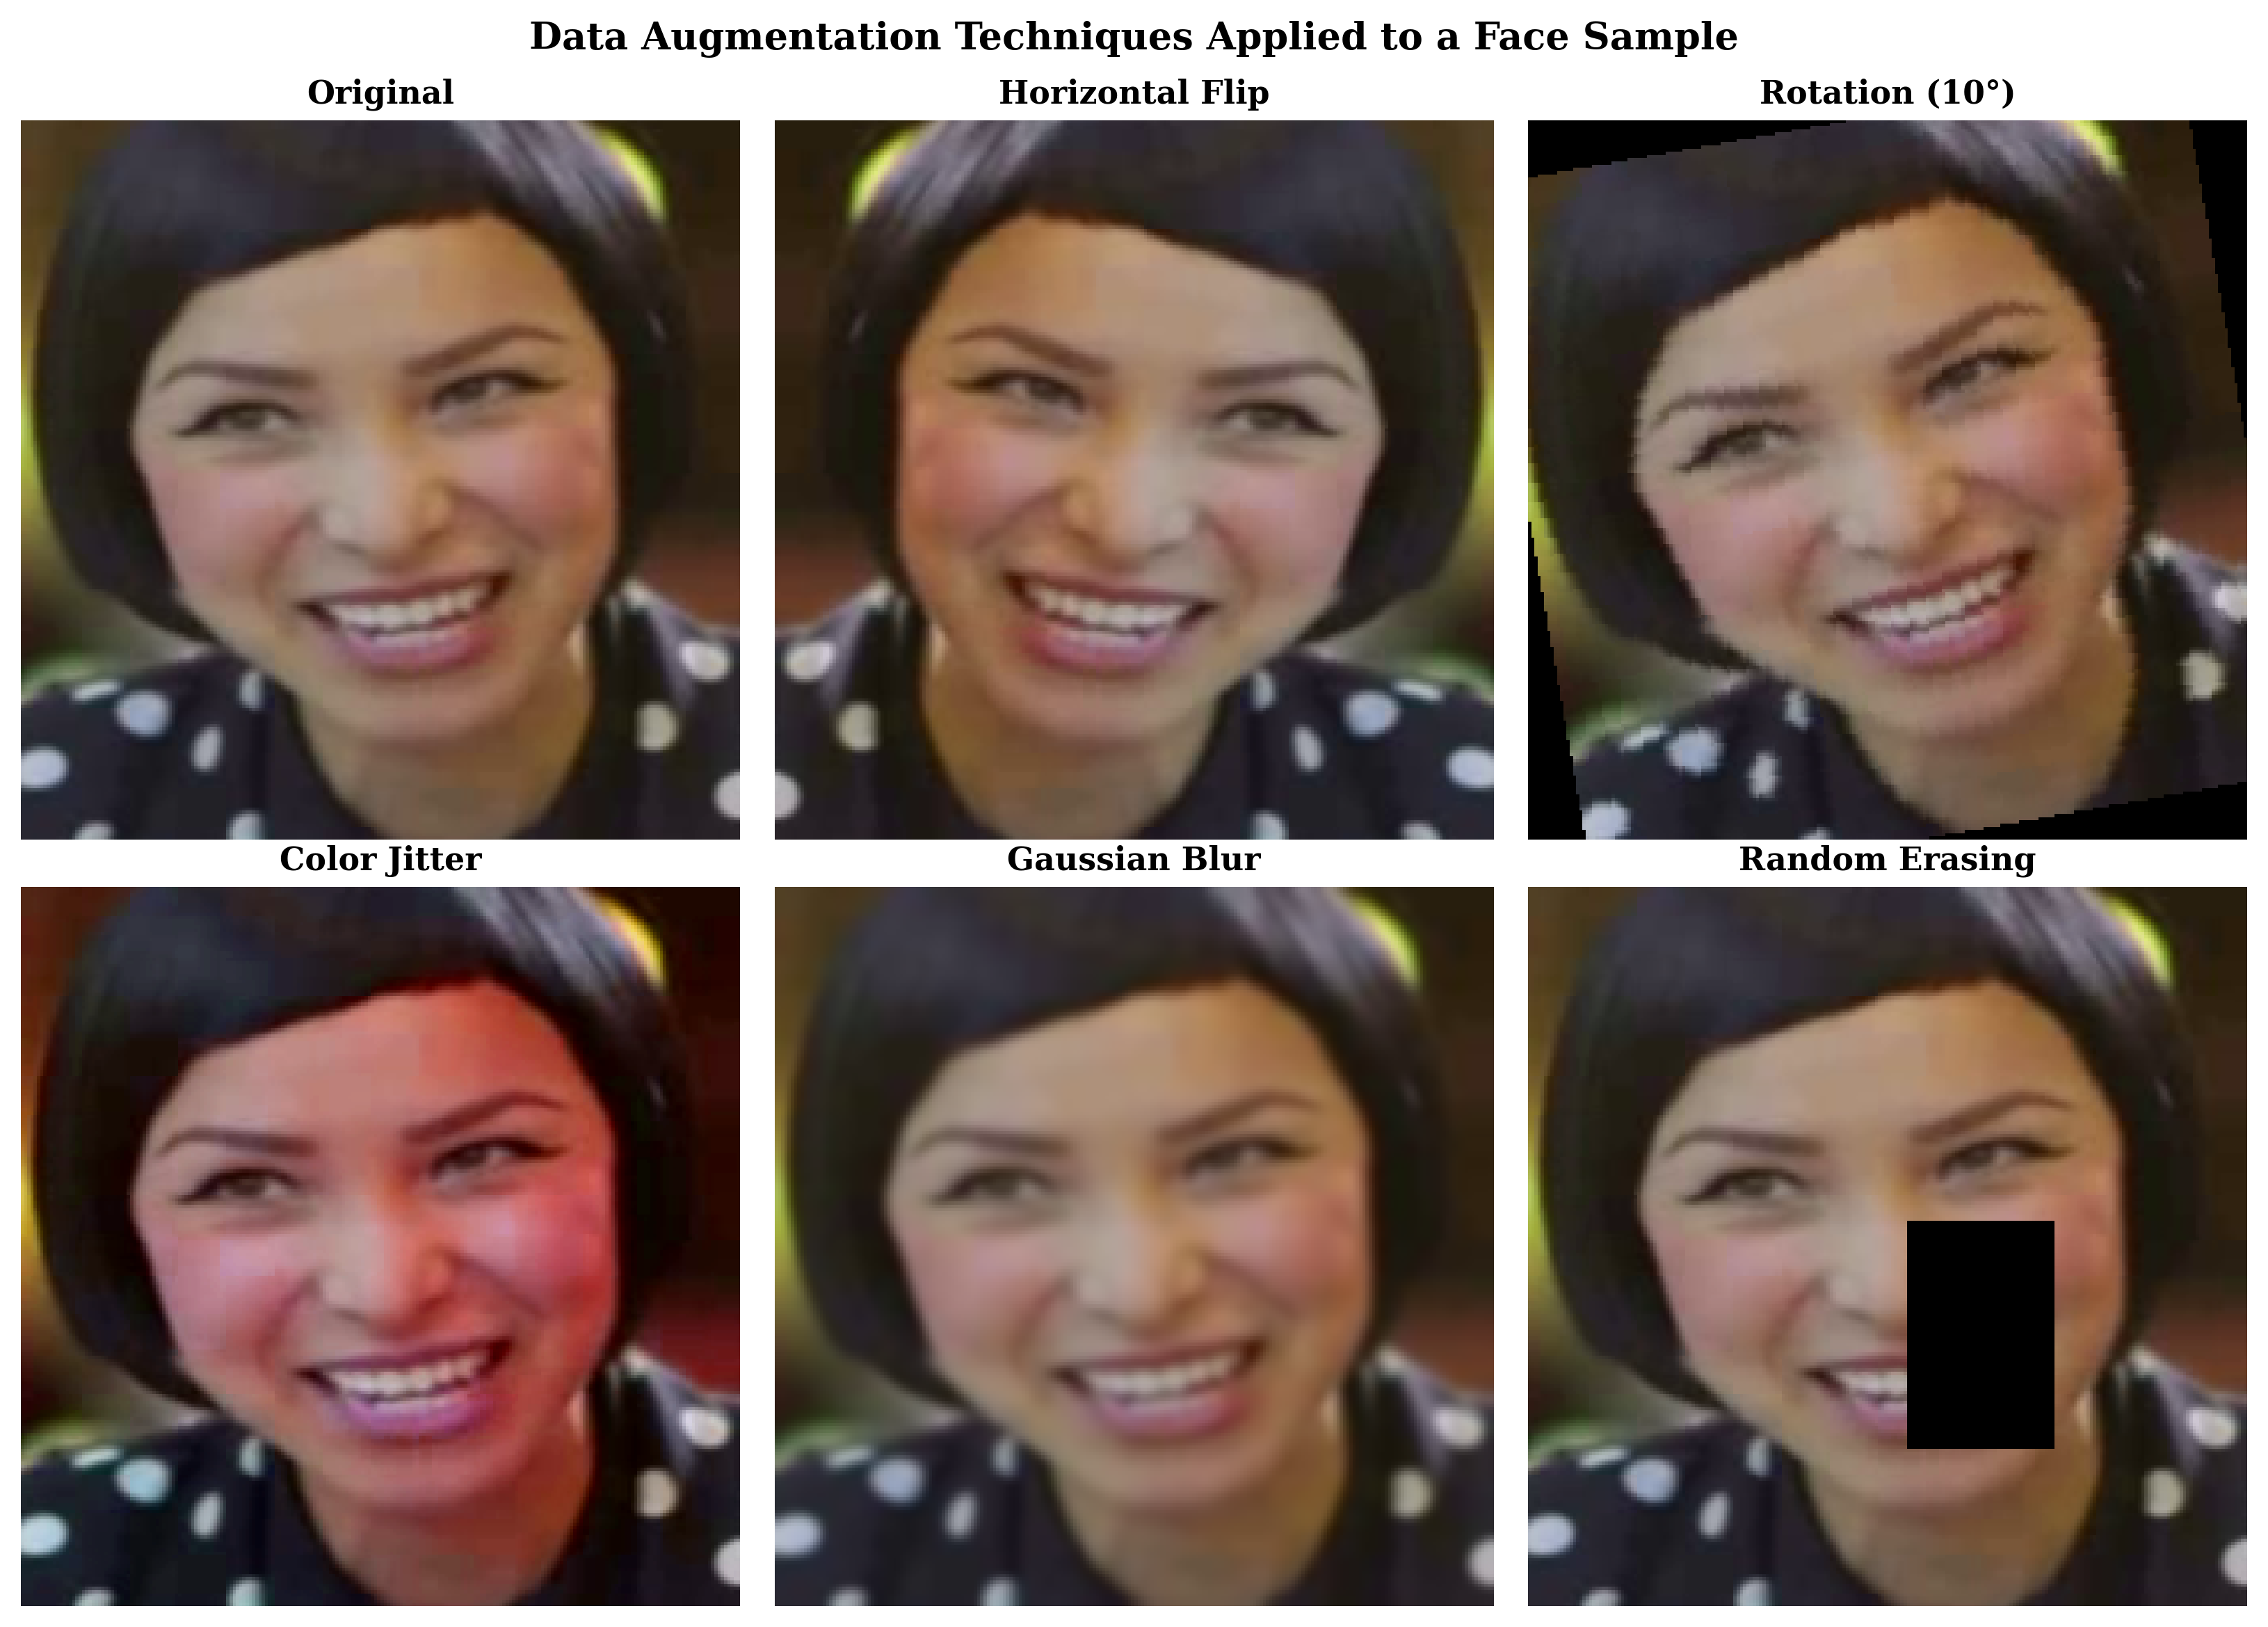 Data Augmentation Techniques Applied to a Face Sample
Original
Horizontal Flip
Rotation (10°)
Color Jitter
Gaussian Blur
Random Erasing